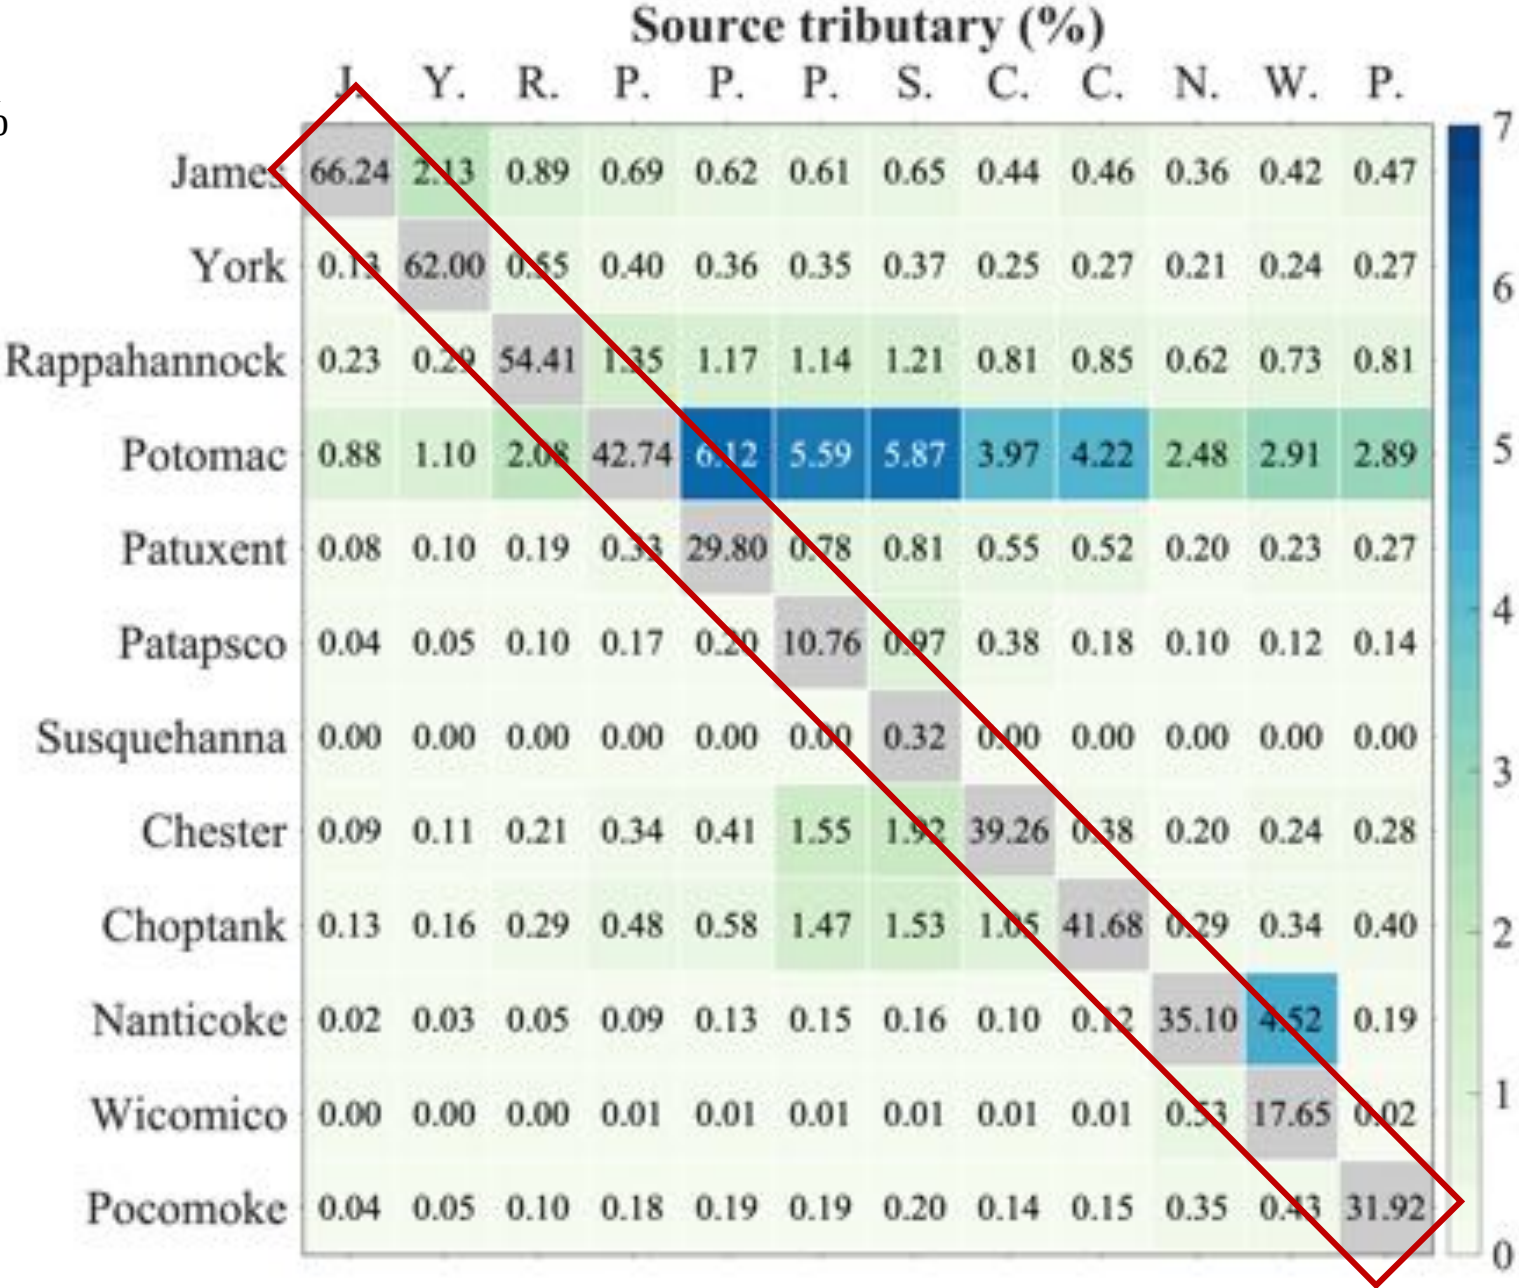 Source tributary (%)
J. Y. R. P. P. P. S. C. C. N. W. P.
James 66.24 2.13 0.89 0.69 0.62 0.61 0.65 0.44 0.46 0.36 0.42 0.47
York 0.13 62.00 0.55 0.40 0.36 0.35 0.37 0.25 0.27 0.21 0.24 0.27
Rappahannock 0.23 0.29 54.41 1.35 1.17 1.14 1.21 0.81 0.85 0.62 0.73 0.81
Potomac 0.88 1.10 2.08 42.74 6.12 5.59 5.87 3.97 4.22 2.48 2.91 2.89
Patuxent 0.08 0.10 0.19 0.33 29.80 0.78 0.81 0.55 0.52 0.20 0.23 0.27
Patapsco 0.04 0.05 0.10 0.17 0.20 10.76 0.97 0.38 0.18 0.10 0.12 0.14
Susquehanna 0.00 0.00 0.00 0.00 0.00 0.00 0.32 0.00 0.00 0.00 0.00 0.00
Chester 0.09 0.11 0.21 0.34 0.41 1.55 1.92 39.26 0.38 0.20 0.24 0.28
Choptank 0.13 0.16 0.29 0.48 0.58 1.47 1.53 1.05 41.68 0.29 0.34 0.40
Nanticoke 0.02 0.03 0.05 0.09 0.13 0.15 0.16 0.10 0.12 35.10 4.52 0.19
Wicomico 0.00 0.00 0.00 0.01 0.01 0.01 0.01 0.01 0.01 0.53 17.65 0.02
Pocomoke 0.04 0.05 0.10 0.18 0.19 0.19 0.20 0.14 0.15 0.35 0.43 31.92
7
6
5
4
3
2
1
0